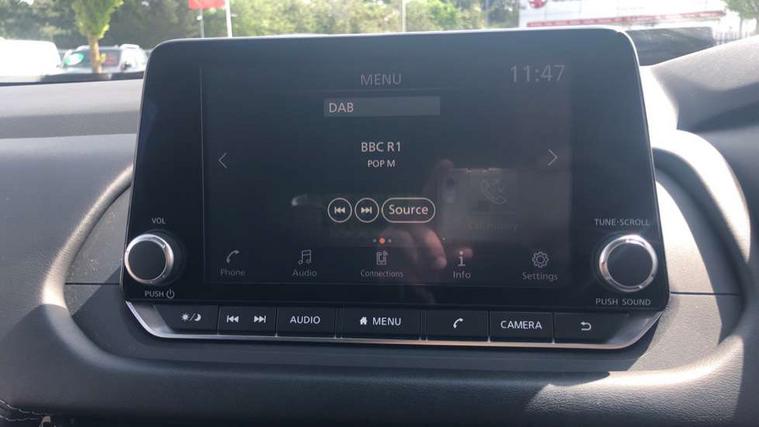 MENU
11:47
DAB
BBC R1
POP M
Source
VOL
TUNE·SCROLL
Phone
Audio
Connections
Info
Settings
PUSH
PUSH SOUND
AUDIO
MENU
CAMERA